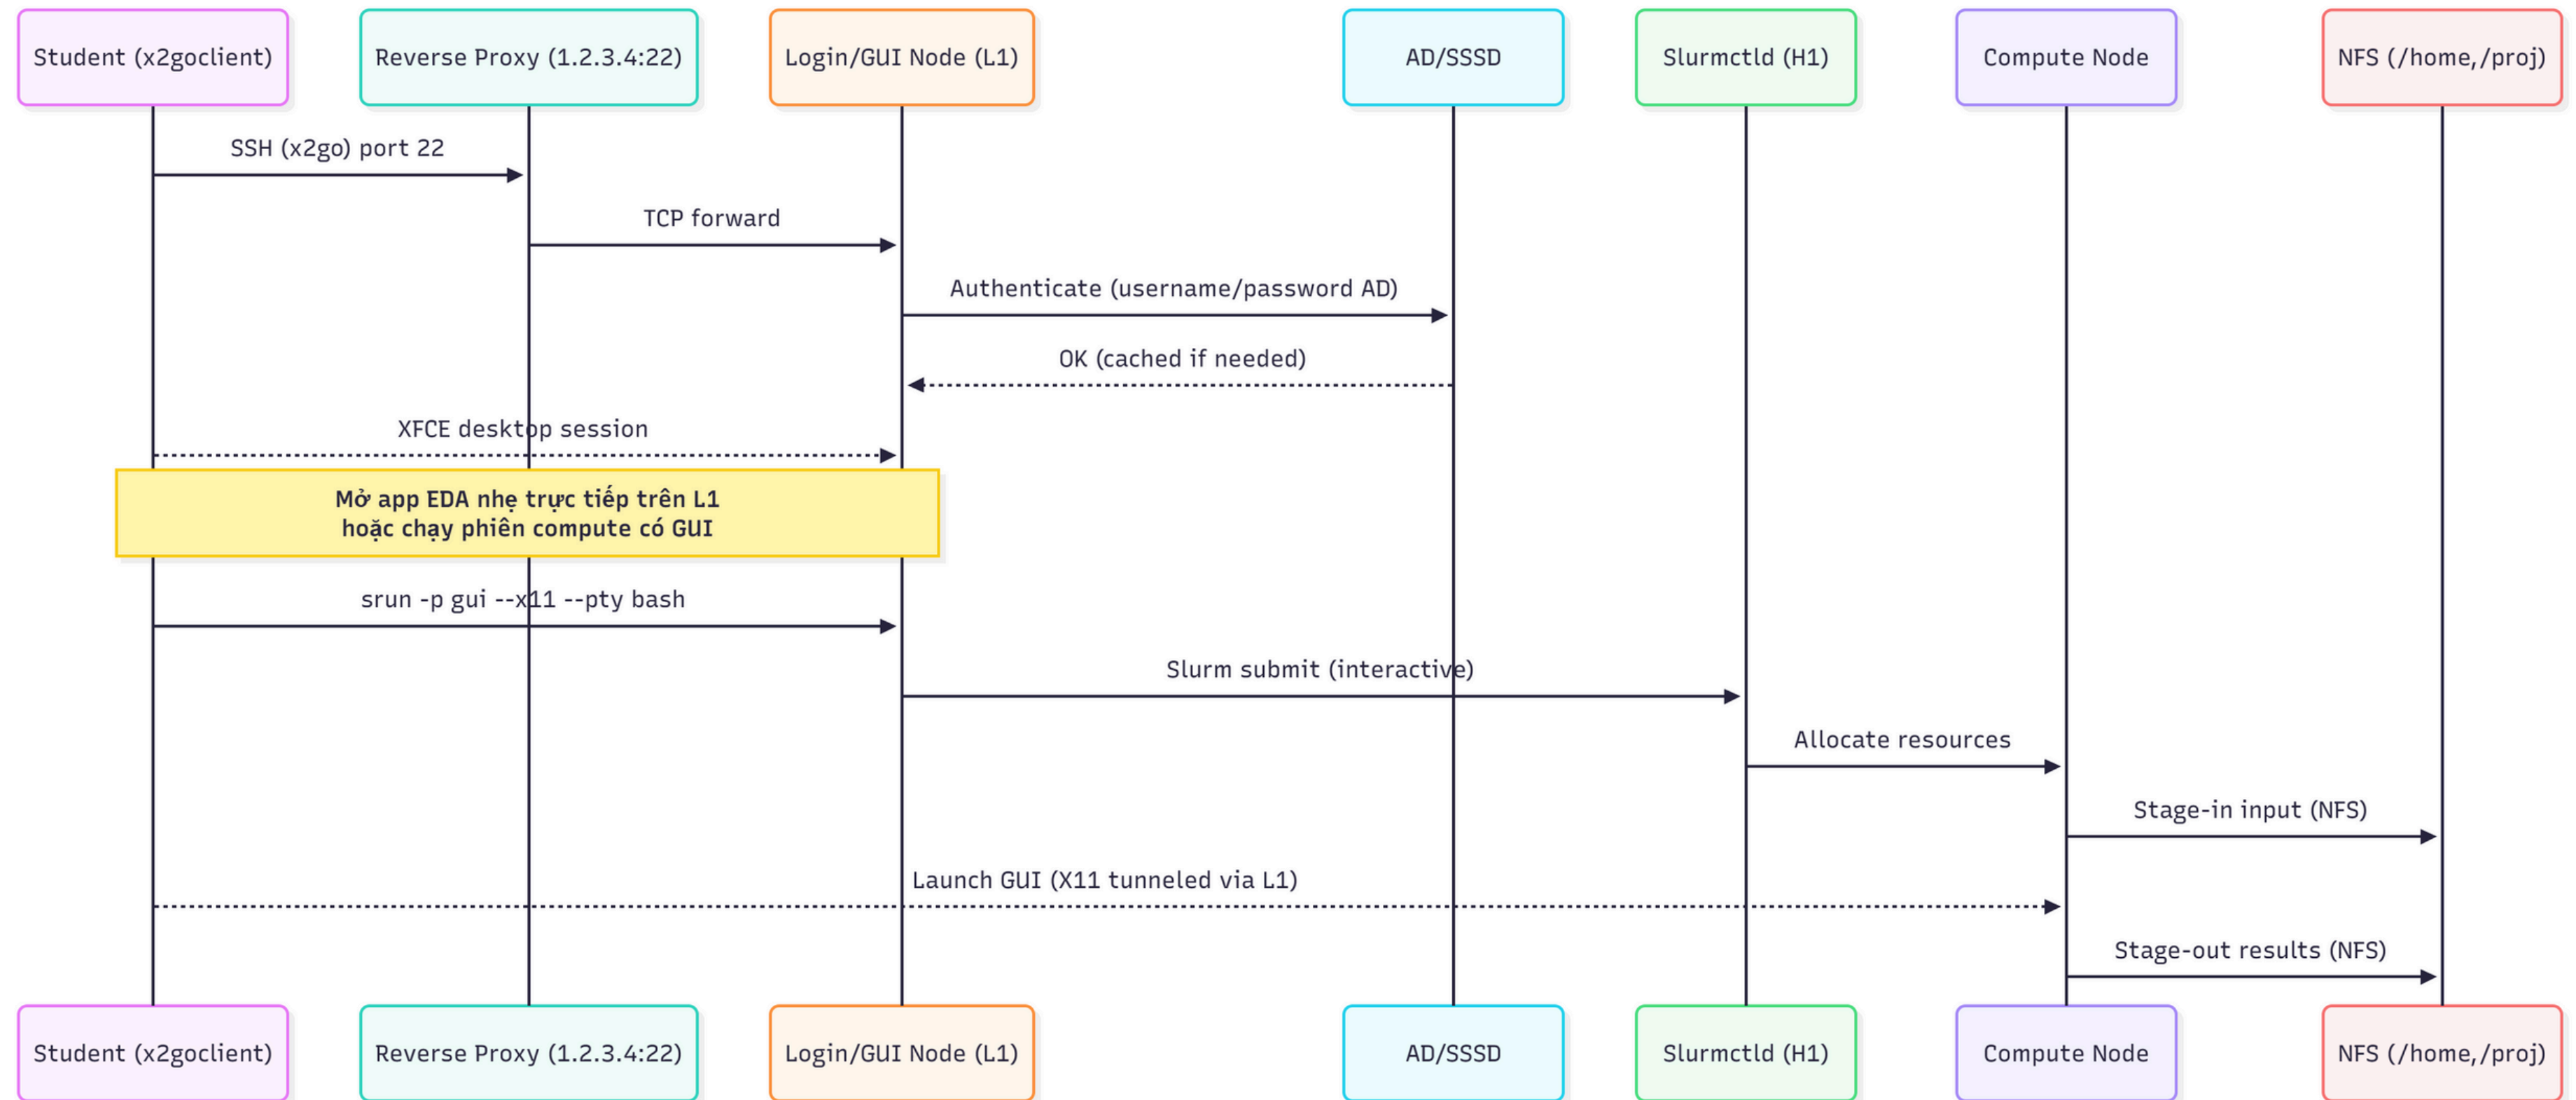 Student (x2goclient)
Reverse Proxy (1.2.3.4:22)
Login/GUI Node (L1)
AD/SSSD
Slurmctld (H1)
Compute Node
NFS (/home,/proj)
SSH (x2go) port 22
TCP forward
Authenticate (username/password AD)
OK (cached if needed)
XFCE desktop session
Mở app EDA nhẹ trực tiếp trên L1
hoặc chạy phiên compute có GUI
srun -p gui --x11 --pty bash
Slurm submit (interactive)
Allocate resources
Stage-in input (NFS)
Launch GUI (X11 tunneled via L1)
Stage-out results (NFS)
Student (x2goclient)
Reverse Proxy (1.2.3.4:22)
Login/GUI Node (L1)
AD/SSSD
Slurmctld (H1)
Compute Node
NFS (/home,/proj)